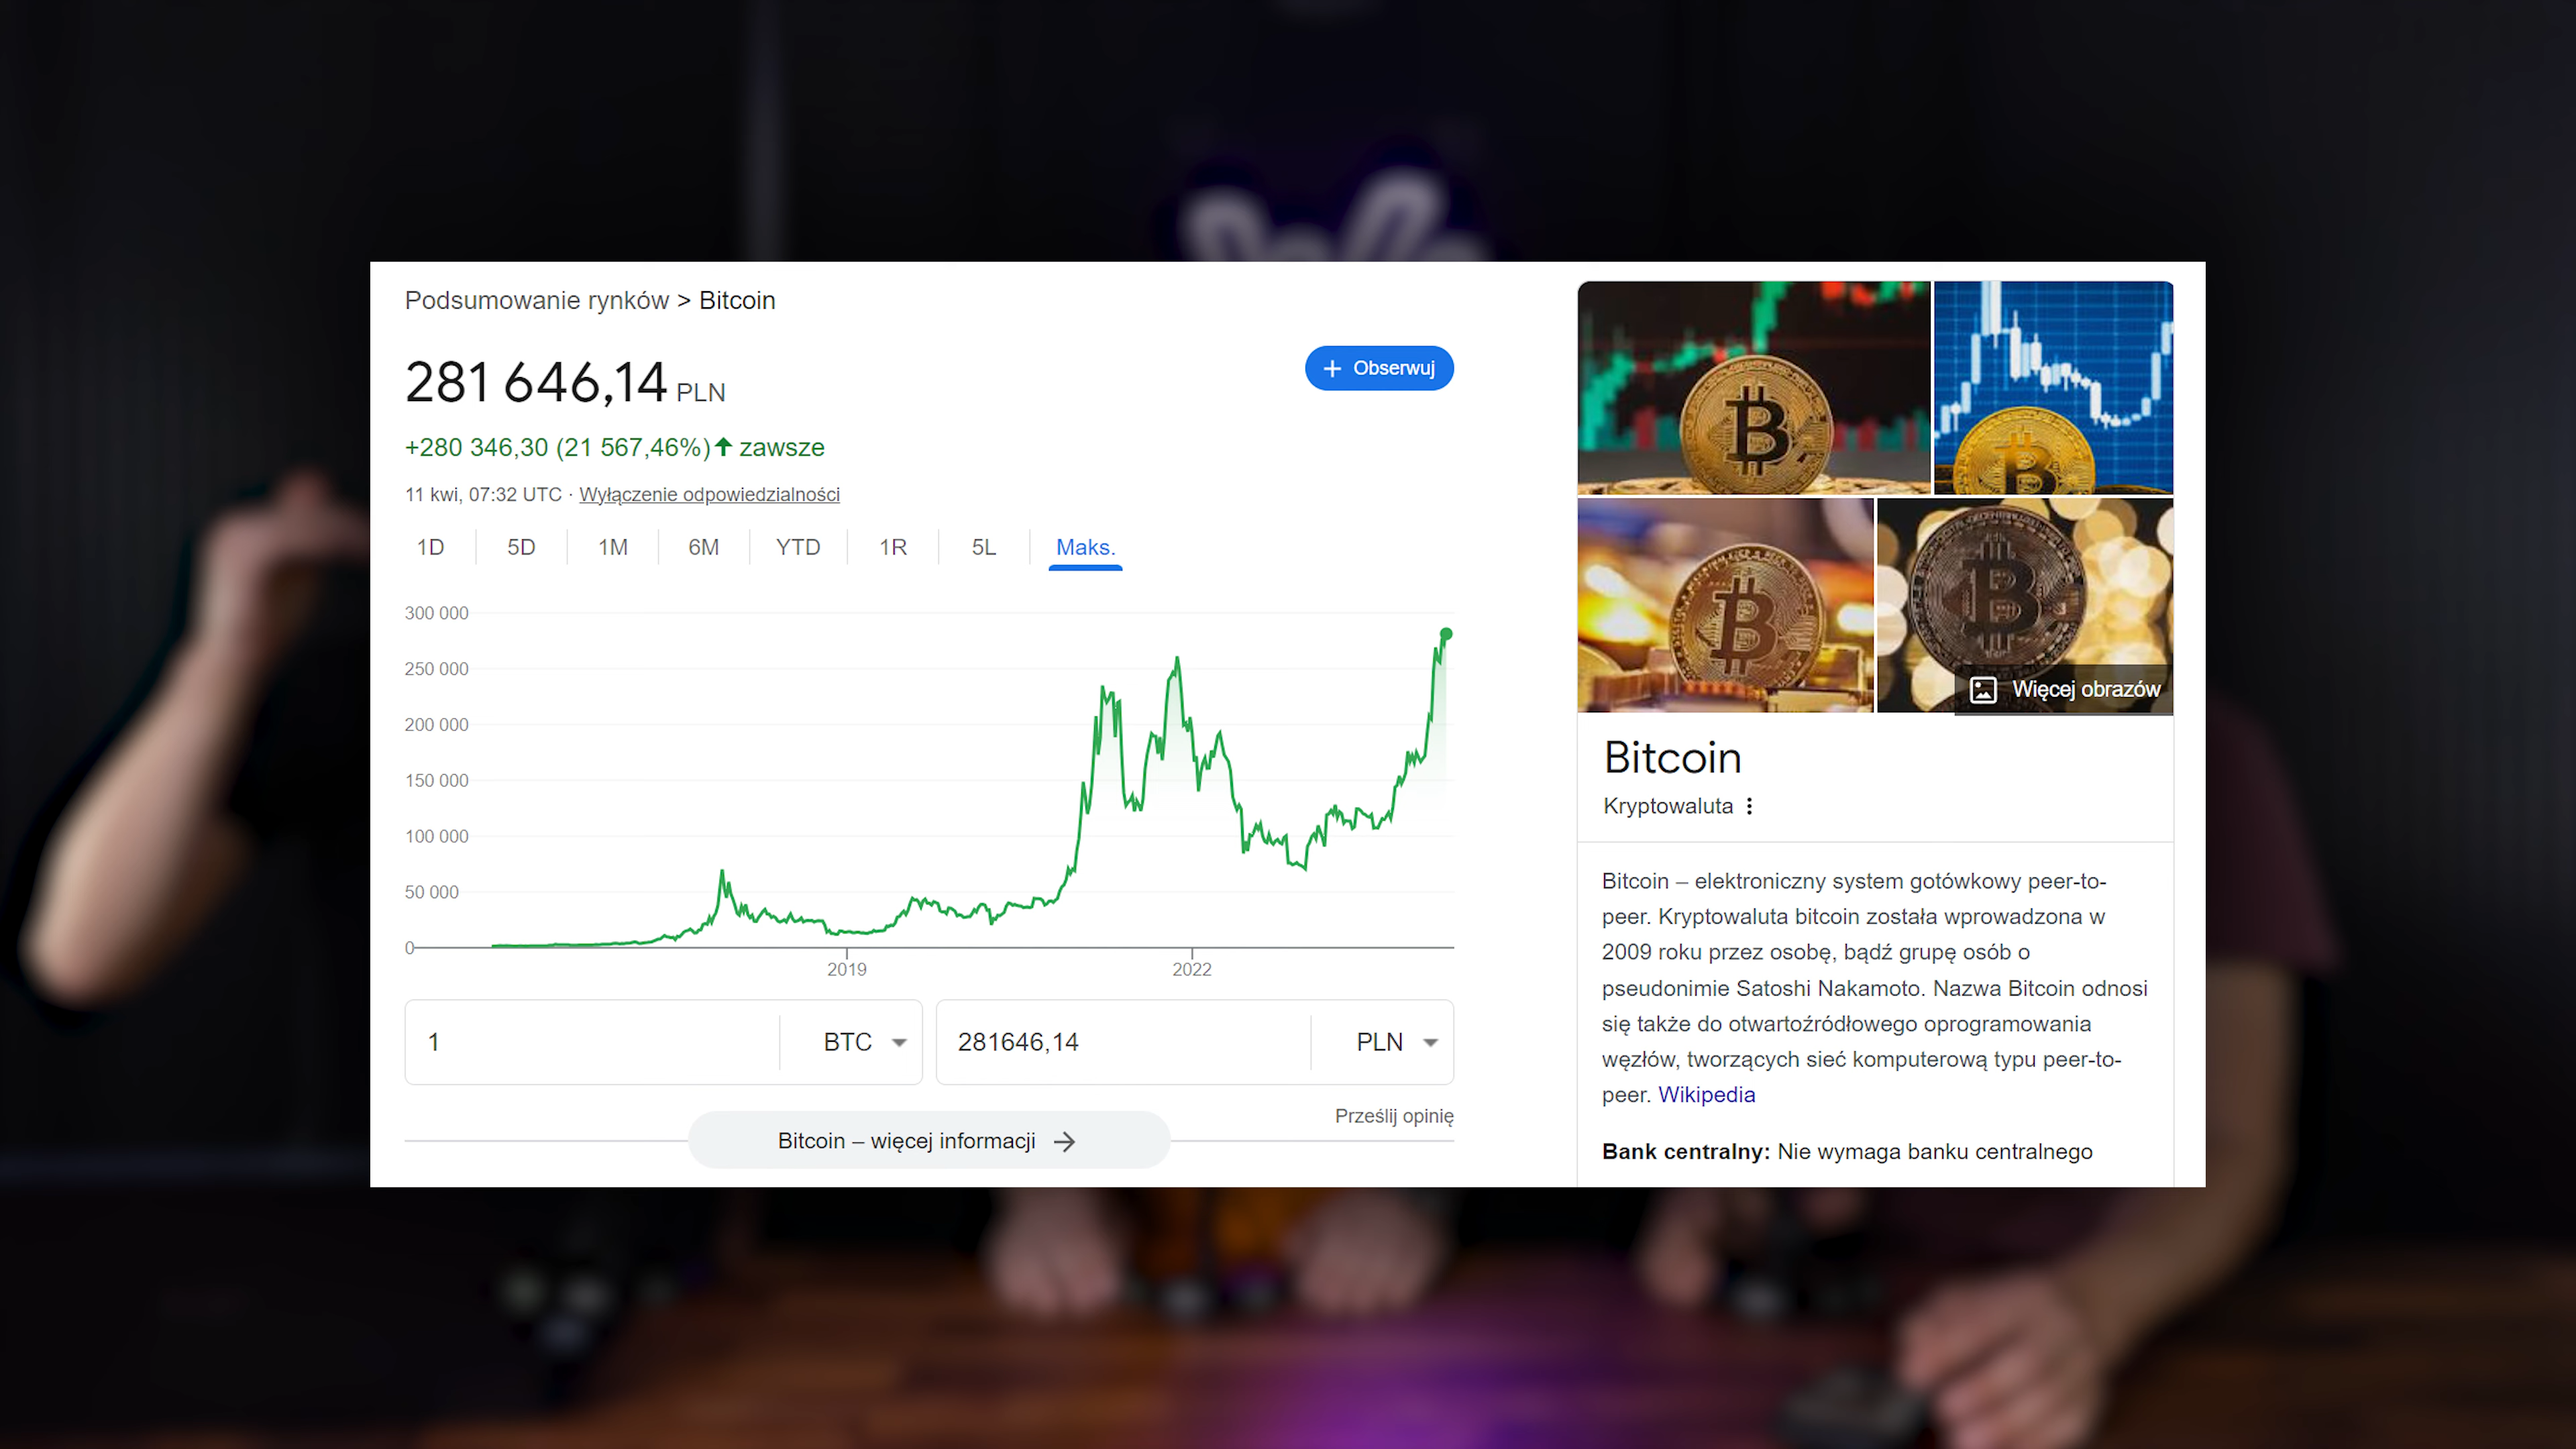 Podsumowanie rynków > Bitcoin
281 646,14 PLN
+ Obserwuj
+280 346,30 (21 567,46%) ↑ zawsze
11 kwi, 07:32 UTC · Wyłączenie odpowiedzialności
1D 5D 1M 6M YTD 1R 5L Maks.
300 000
250 000
200 000
150 000
100 000
50 000
0
2019 2022
1 BTC 281646,14 PLN
Prześlij opinię
Bitcoin – więcej informacji →
Więcej obrazów
Bitcoin
Kryptowaluta
Bitcoin – elektroniczny system gotówkowy peer-to-
peer. Kryptowaluta bitcoin została wprowadzona w
2009 roku przez osobę, bądź grupę osób o
pseudonimie Satoshi Nakamoto. Nazwa Bitcoin odnosi
się także do otwartoźródłowego oprogramowania
węzłów, tworzących sieć komputerową typu peer-to-
peer. Wikipedia
Bank centralny: Nie wymaga banku centralnego